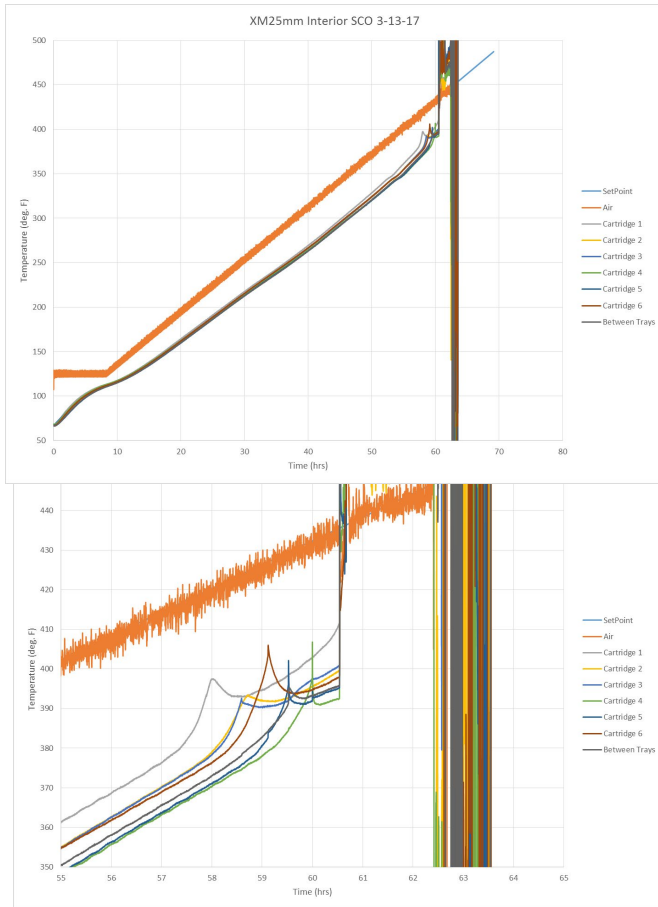 XM25mm Interior SCO 3-13-17
500
450
400
350
300
250
200
150
100
50
Temperature (deg. F)
0 10 20 30 40 50 60 70 80
Time (hrs)
SetPoint
Air
Cartridge 1
Cartridge 2
Cartridge 3
Cartridge 4
Cartridge 5
Cartridge 6
Between Trays
440
430
420
410
400
390
380
370
360
350
Temperature (deg. F)
55 56 57 58 59 60 61 62 63 64 65
Time (hrs)
SetPoint
Air
Cartridge 1
Cartridge 2
Cartridge 3
Cartridge 4
Cartridge 5
Cartridge 6
Between Trays